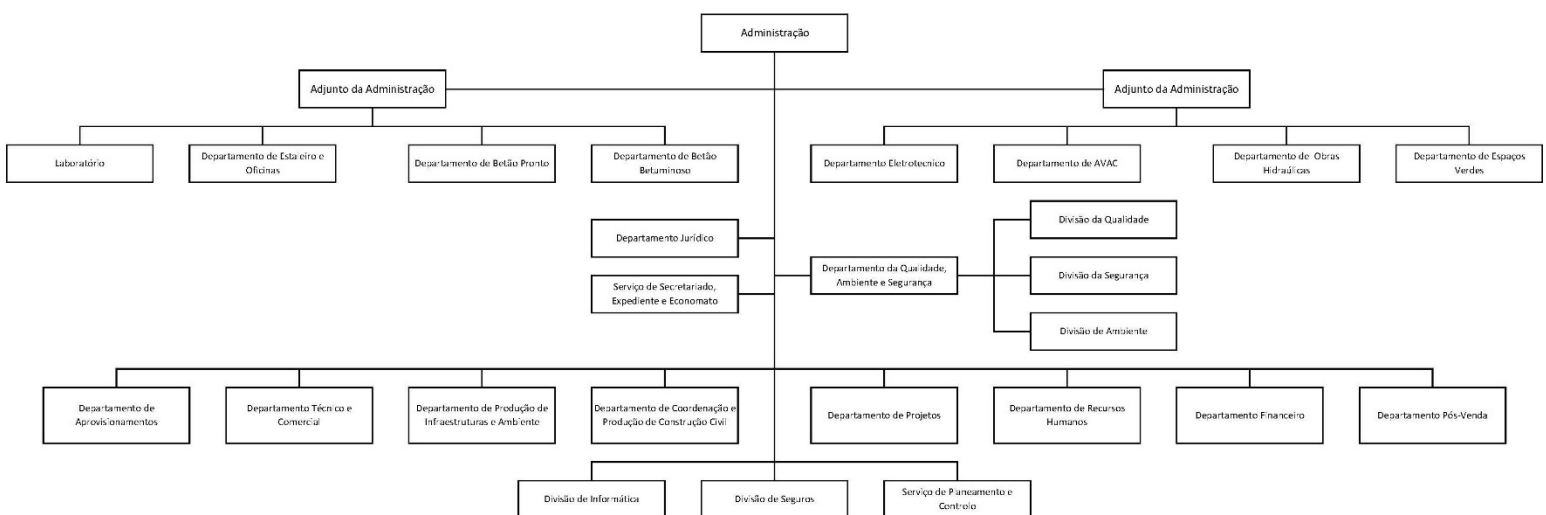 Administração
Adjunto da Administração
Adjunto da Administração
Laboratório
Departamento de Estaleiro e
Oficinas
Departamento de Betão Pronto
Departamento de Betão
Betuminoso
Departamento Eletrotecnico
Departamento de AVAC
Departamento de Obras
Hidraúlicas
Departamento de Espaços
Verdes
Departamento Jurídico
Serviço de Secretariado,
Expediente e Economato
Departamento da Qualidade,
Ambiente e Segurança
Divisão da Qualidade
Divisão da Segurança
Divisão de Ambiente
Departamento de
Aprovisionamentos
Departamento Técnico e
Comercial
Departamento de Produção de
Infraestruturas e Ambiente
Departamento de Coordenação e
Produção de Construção Civil
Departamento de Projetos
Departamento de Recursos
Humanos
Departamento Financeiro
Departamento Pós-Venda
Divisão de Informática
Divisão de Seguros
Serviço de Planeamento e
Controlo